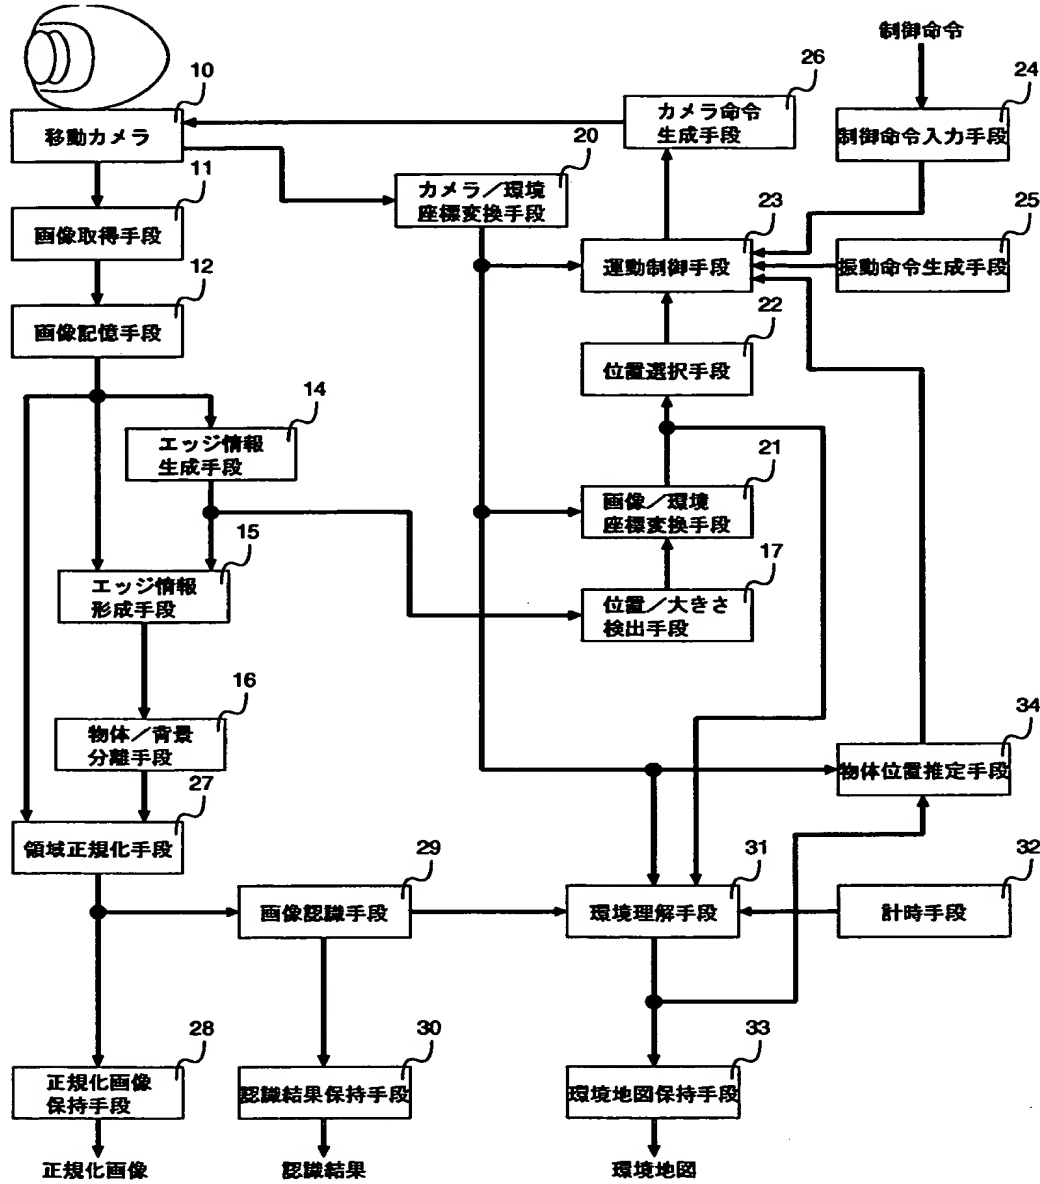 制御命令
26
24
10
移動カメラ
カメラ命令
生成手段
制御命令入力手段
20
カメラ／環境
座標変換手段
11
画像取得手段
23
運動制御手段
25
振動命令生成手段
12
画像記憶手段
22
位置選択手段
14
エッジ情報
生成手段
21
画像／環境
座標変換手段
15
エッジ情報
形成手段
17
位置／大きさ
検出手段
16
物体／背景
分離手段
34
物体位置推定手段
27
領域正規化手段
29
画像認識手段
31
環境理解手段
32
計時手段
28
正規化画像
保持手段
30
認識結果保持手段
33
環境地図保持手段
正規化画像
認識結果
環境地図